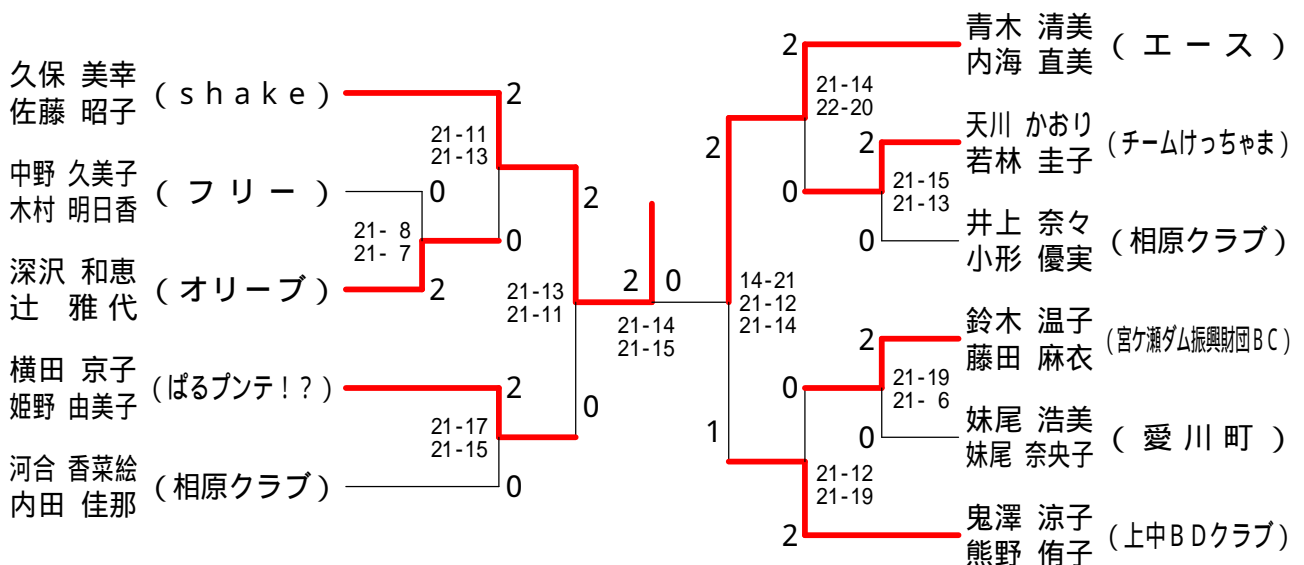 久保 美幸
佐藤 昭子
(shake)
2
21-11
21-13
中野 久美子
木村 明日香
(フリー)
0
21- 8
21- 7
0
深沢 和恵
辻 雅代
(オリーブ)
2
2
21-13
21-11
横田 京子
姫野 由美子
(ぱるプンテ!?)
2
0
21-17
21-15
河合 香菜絵
内田 佳那
(相原クラブ)
0
2
0
21-14
21-15
青木 清美
内海 直美
(エース)
2
21-14
22-20
2
天川 かおり
若林 圭子
(チームけっちゃま)
2
0
21-15
21-13
井上 奈々
小形 優実
(相原クラブ)
0
14-21
21-12
21-14
鈴木 温子
藤田 麻衣
(宮ケ瀬ダム振興財団BC)
2
0
21-19
21- 6
妹尾 浩美
妹尾 奈央子
(愛川町)
0
1
21-12
21-19
鬼澤 涼子
熊野 侑子
(上中BDクラブ)
2